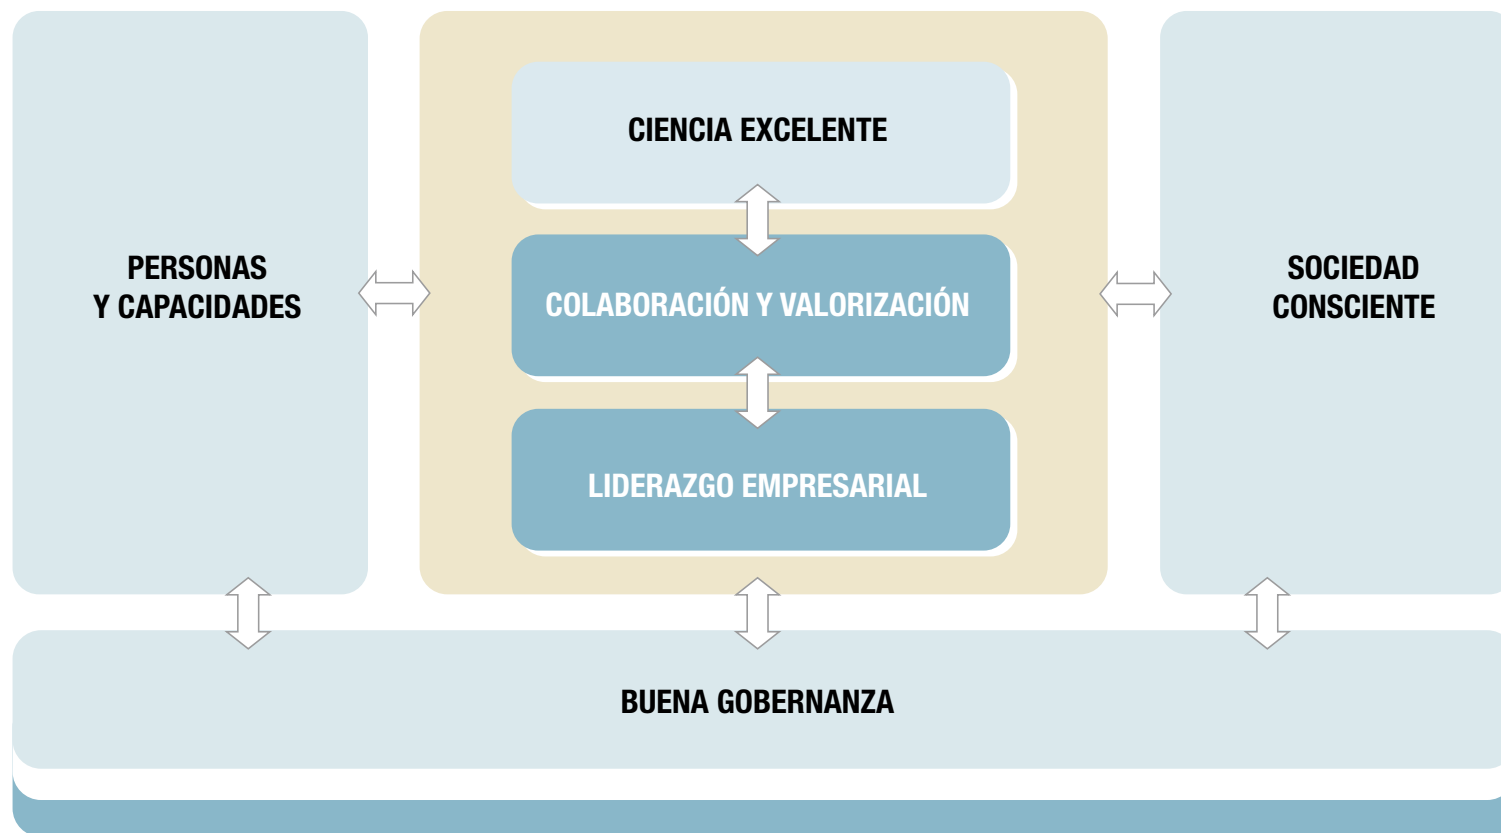 CIENCIA EXCELENTE
PERSONAS
Y CAPACIDADES
COLABORACIÓN Y VALORIZACIÓN
SOCIEDAD
CONSCIENTE
LIDERAZGO EMPRESARIAL
BUENA GOBERNANZA